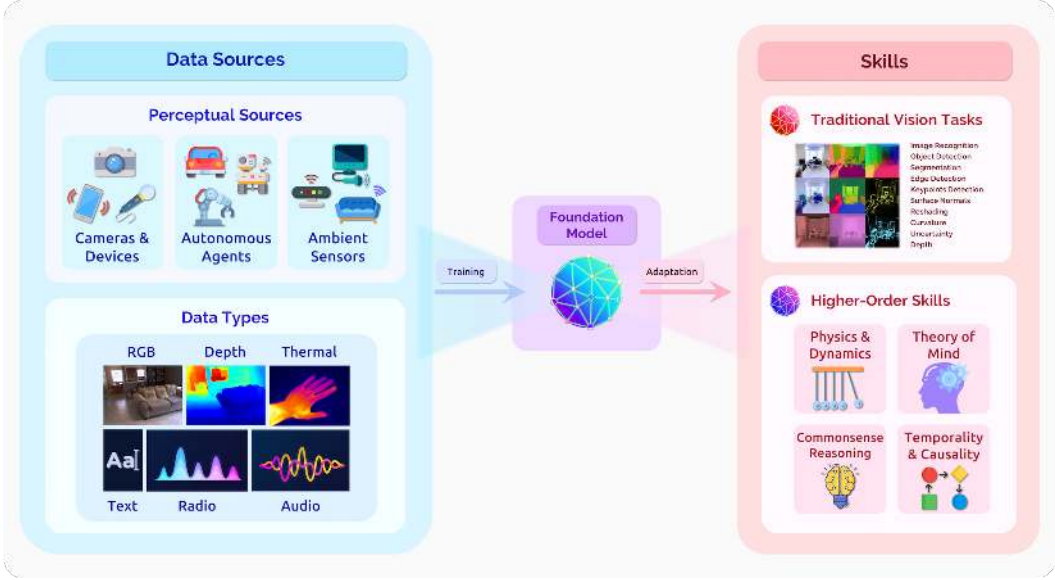 Data Sources
Perceptual Sources
Cameras &
Devices
Autonomous
Agents
Ambient
Sensors
Data Types
RGB
Depth
Thermal
Aa
Text
Radio
Audio
Training
Foundation
Model
Adaptation
Skills
Traditional Vision Tasks
Image Recognition
Object Detection
Segmentation
Edge Detection
Keypoints Detection
Surface Normals
Reshading
Curvature
Uncertainty
Depth
Higher-Order Skills
Physics &
Dynamics
Theory of
Mind
Commonsense
Reasoning
Temporality
& Causality